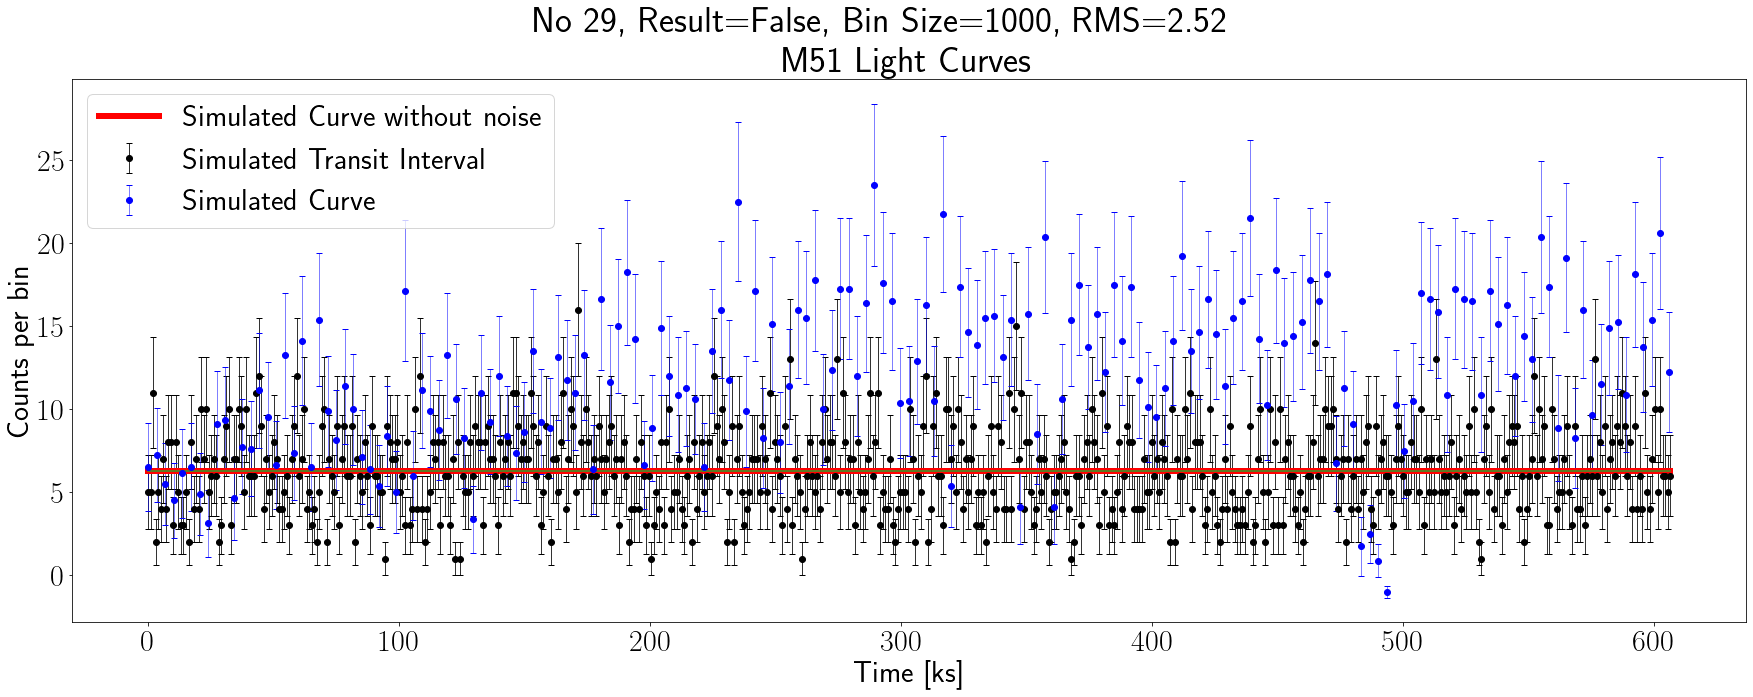 No 29, Result=False, Bin Size=1000, RMS=2.52
M51 Light Curves
Simulated Curve without noise
Simulated Transit Interval
Simulated Curve
Counts per bin
25
20
15
10
5
0
0 100 200 300 400 500 600
Time [ks]